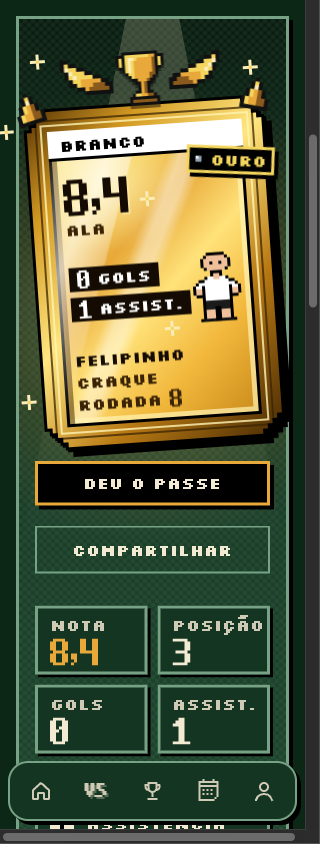 BRANCO
OURO
8,4
ALA
0 GOLS
1 ASSIST.
FELIPINHO
CRAQUE
RODADA 8
DEU O PASSE
COMPARTILHAR
NOTA
8,4
POSIÇÃO
3
GOLS
0
ASSIST.
1
VS
ASSISTÊNCIA